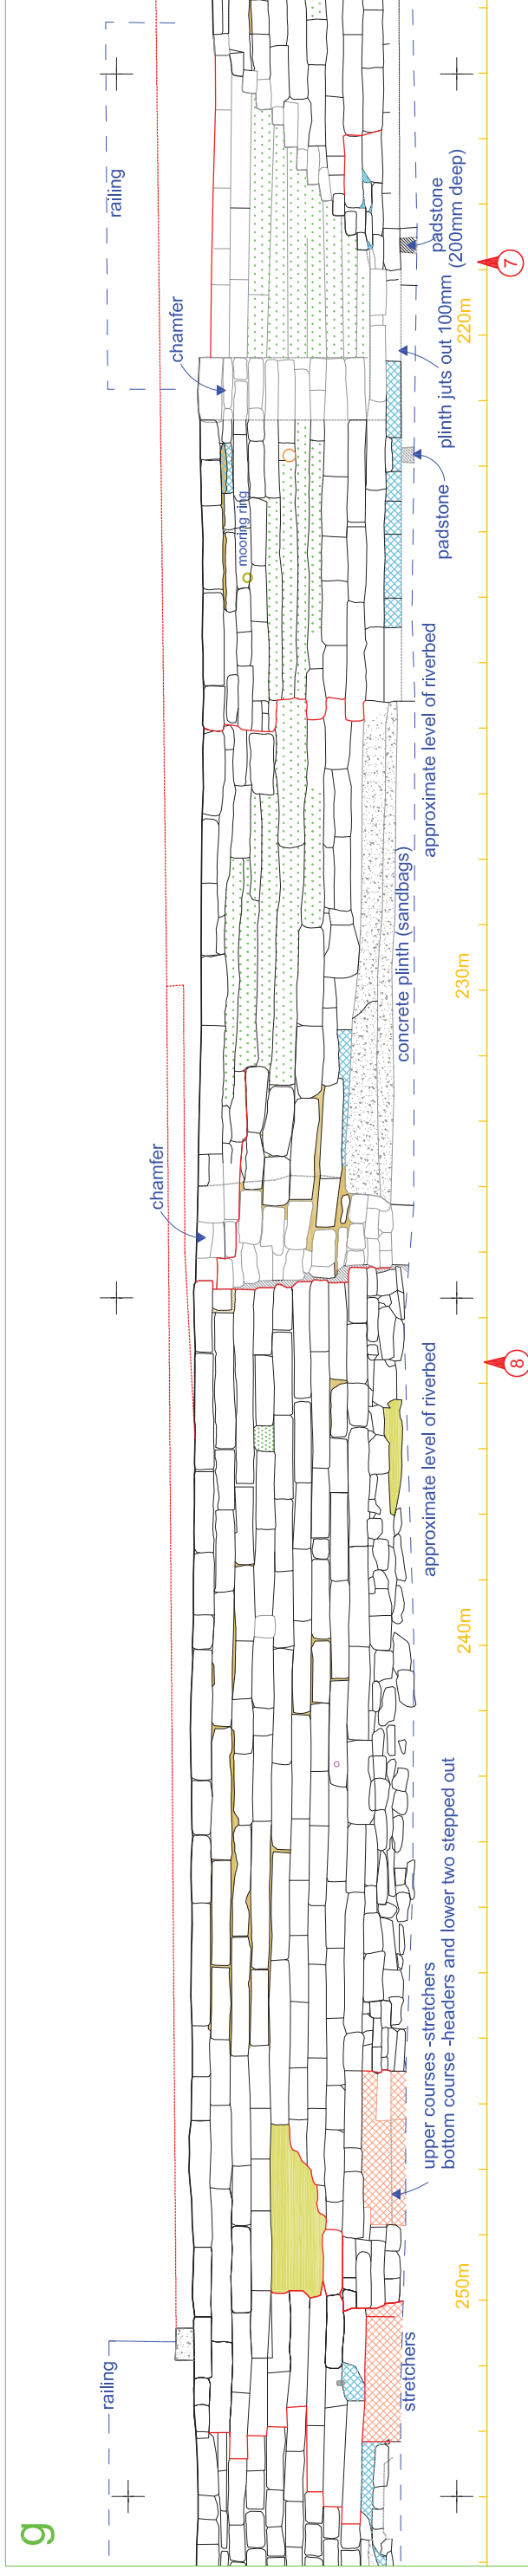 g
railing
railing
chamfer
chamfer
mooring ring
stretchers
upper courses -stretchers
bottom course -headers and lower two stepped out
approximate level of riverbed
concrete plinth (sandbags)
approximate level of riverbed
padstone
plinth juts out 100mm
padstone
(200mm deep)
250m
240m
230m
220m
8
7